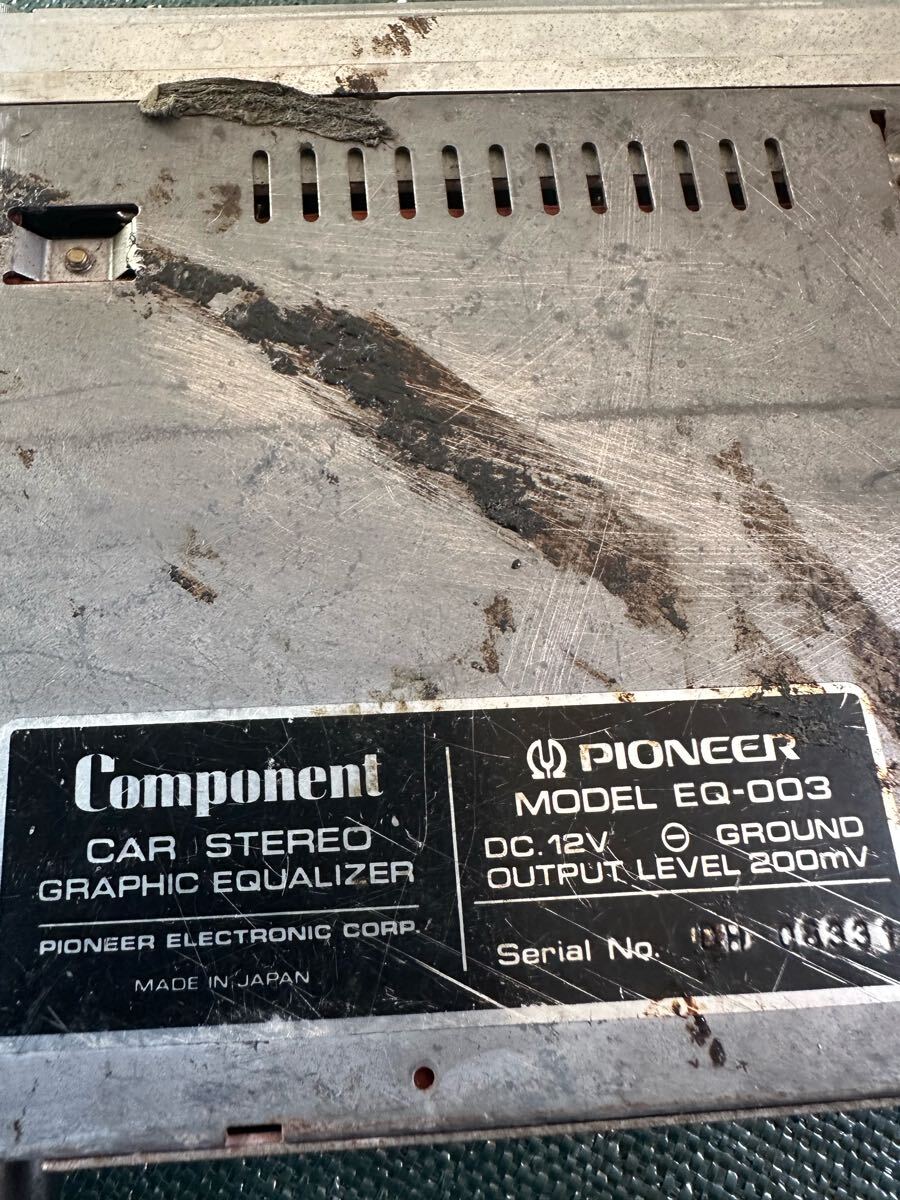 Component
CAR STEREO
GRAPHIC EQUALIZER
PIONEER ELECTRONIC CORP.
MADE IN JAPAN
PIONEER
MODEL EQ-003
DC.12V ⊖ GROUND
OUTPUT LEVEL 200mV
Serial No.